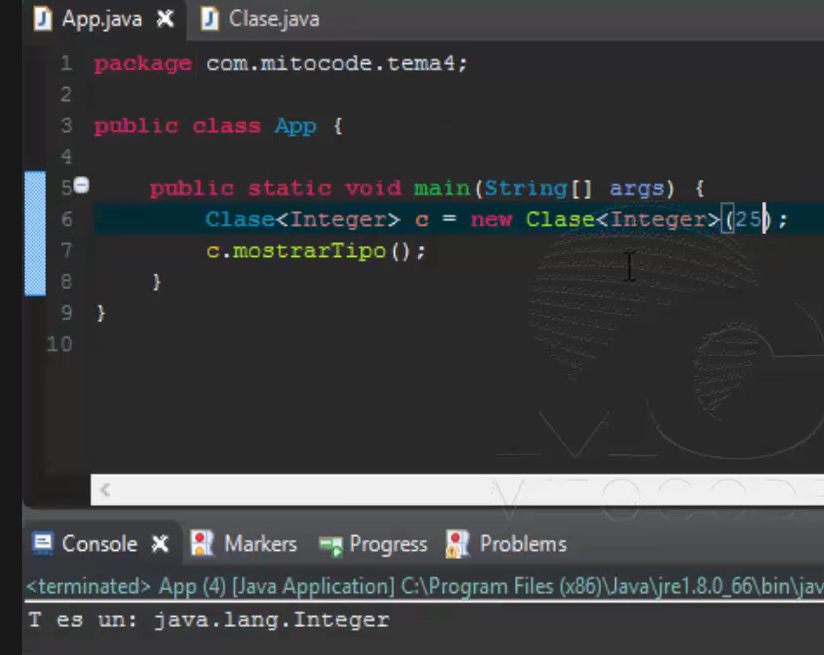 App.java Clase.java
1 package com.mitocode.tema4;
2
3 public class App {
4
5 public static void main(String[] args) {
6 Clase<Integer> c = new Clase<Integer>(25);
7 c.mostrarTipo();
8 }
9 }
10
MITOCODE
Console Markers Progress Problems
<terminated> App (4) [Java Application] C:\Program Files (x86)\Java\jre1.8.0_66\bin\jav
T es un: java.lang.Integer